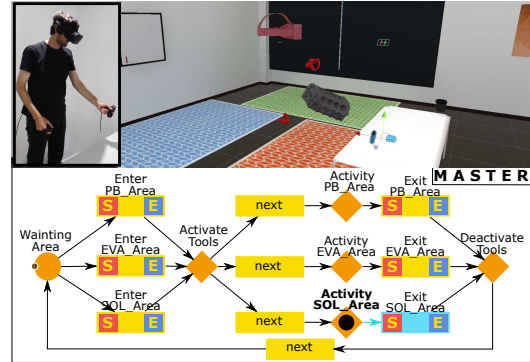 MASTER
Enter
PB_Area
S E
next
Activity
PB_Area
Exit
PB_Area
S E
Wainting
Area
Enter
EVA_Area
S E
Activate
Tools
next
Activity
EVA_Area
Exit
EVA_Area
S E
Deactivate
Tools
Enter
SOL_Area
S E
next
Activity
SOL_Area
Exit
SOL_Area
S E
next